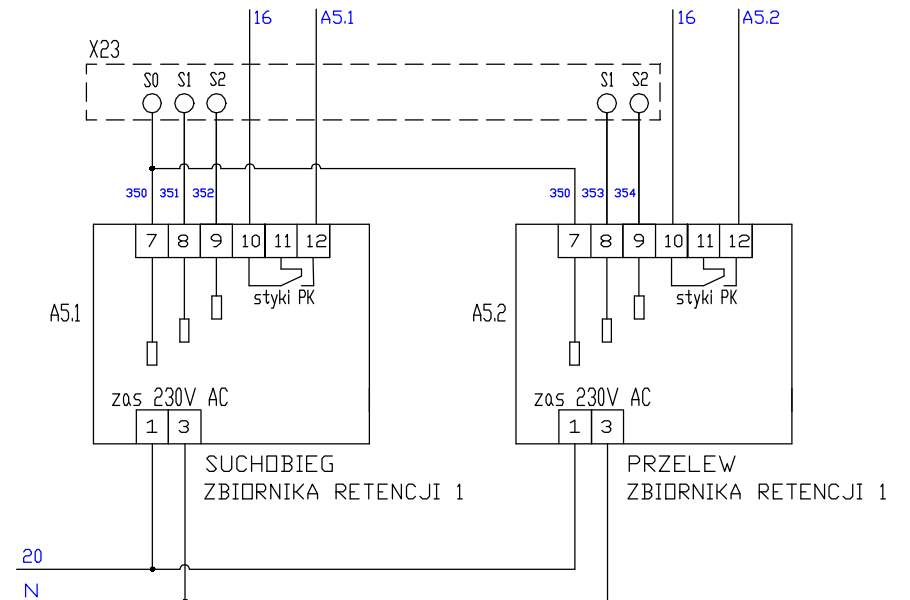 16 A5.1 16 A5.2
X23
S0 S1 S2 S1 S2
350 351 352 350 353 354
7 8 9 10 11 12 7 8 9 10 11 12
styki PK styki PK
A5.1 A5.2
zas 230V AC zas 230V AC
1 3 1 3
SUCHOBIEG PRZELEW
ZBIORNIKA RETENCJI 1 ZBIORNIKA RETENCJI 1
20
N